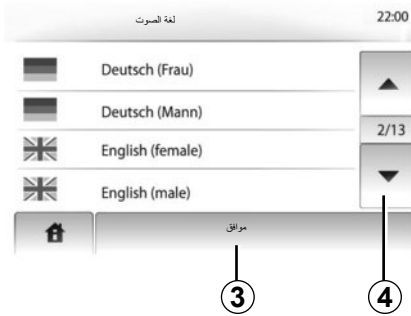 لغة الصوت
22:00
Deutsch (Frau)
Deutsch (Mann)
2/13
English (female)
English (male)
موافق
3
4